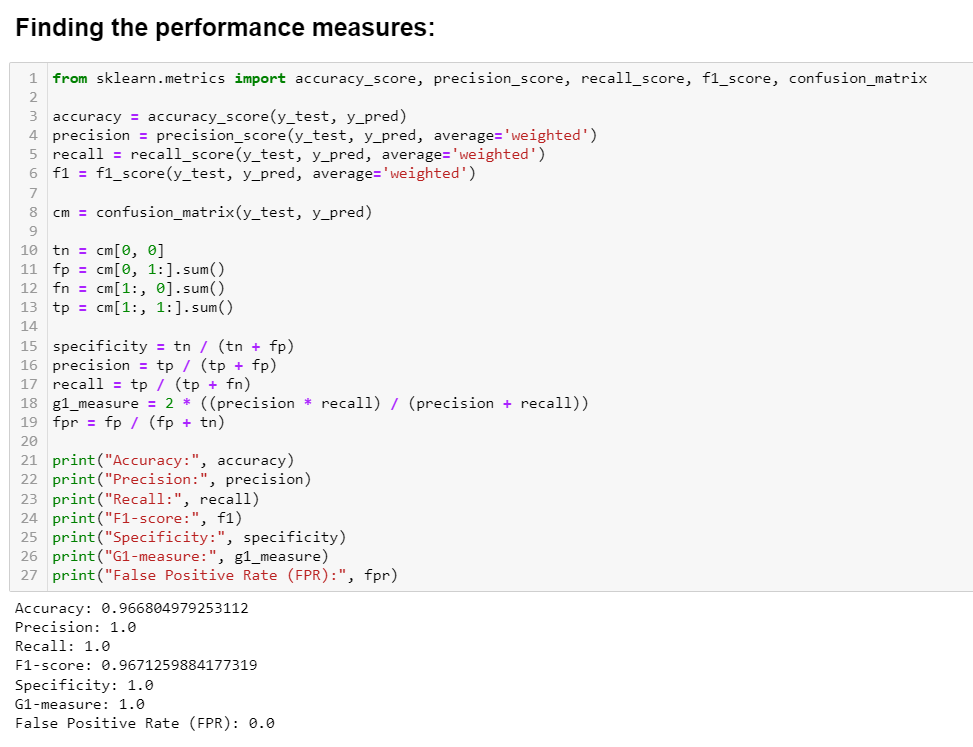 Finding the performance measures:
1 from sklearn.metrics import accuracy_score, precision_score, recall_score, f1_score, confusion_matrix
2
3 accuracy = accuracy_score(y_test, y_pred)
4 precision = precision_score(y_test, y_pred, average='weighted')
5 recall = recall_score(y_test, y_pred, average='weighted')
6 f1 = f1_score(y_test, y_pred, average='weighted')
7
8 cm = confusion_matrix(y_test, y_pred)
9
10 tn = cm[0, 0]
11 fp = cm[0, 1:].sum()
12 fn = cm[1:, 0].sum()
13 tp = cm[1:, 1:].sum()
14
15 specificity = tn / (tn + fp)
16 precision = tp / (tp + fp)
17 recall = tp / (tp + fn)
18 g1_measure = 2 * ((precision * recall) / (precision + recall))
19 fpr = fp / (fp + tn)
20
21 print("Accuracy:", accuracy)
22 print("Precision:", precision)
23 print("Recall:", recall)
24 print("F1-score:", f1)
25 print("Specificity:", specificity)
26 print("G1-measure:", g1_measure)
27 print("False Positive Rate (FPR):", fpr)
Accuracy: 0.966804979253112
Precision: 1.0
Recall: 1.0
F1-score: 0.9671259884177319
Specificity: 1.0
G1-measure: 1.0
False Positive Rate (FPR): 0.0